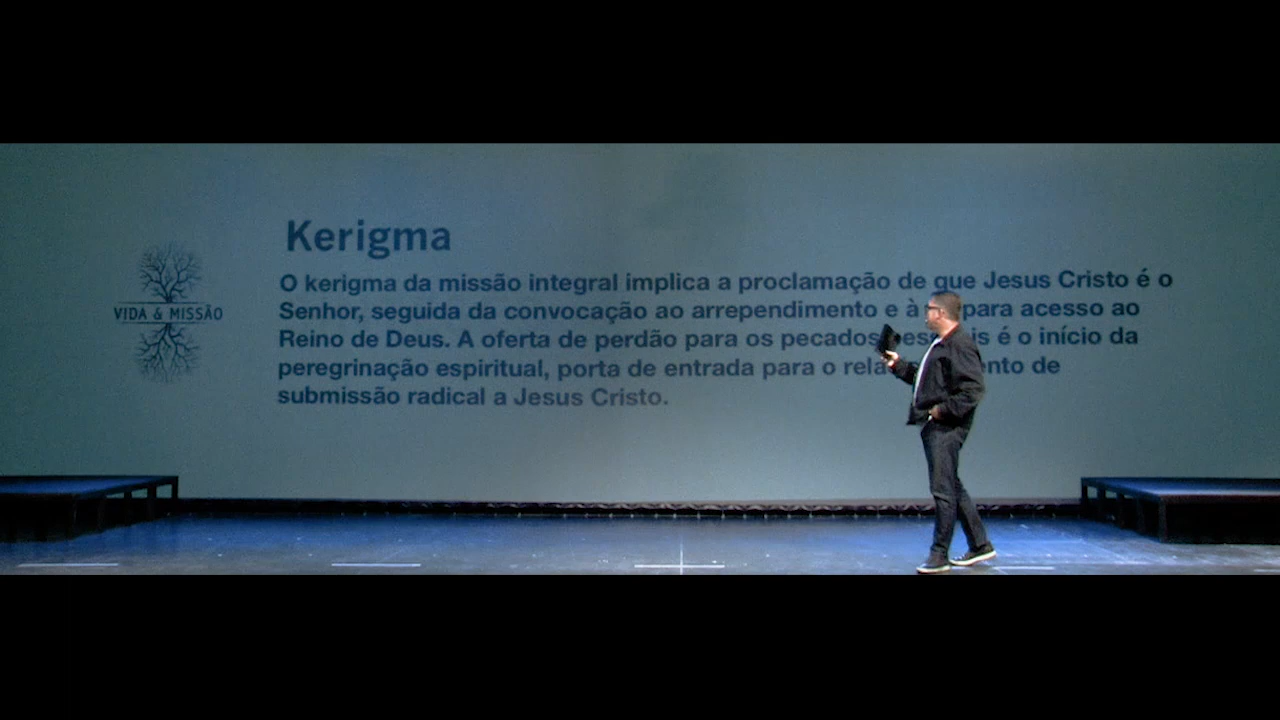 Kerigma
O kerigma da missão integral implica a proclamação de que Jesus Cristo é o
Senhor, seguida da convocação ao arrependimento e à para acesso ao
Reino de Deus. A oferta de perdão para os pecados é o início da
peregrinação espiritual, porta de entrada para o de
submissão radical a Jesus Cristo.
VIDA & MISSÃO